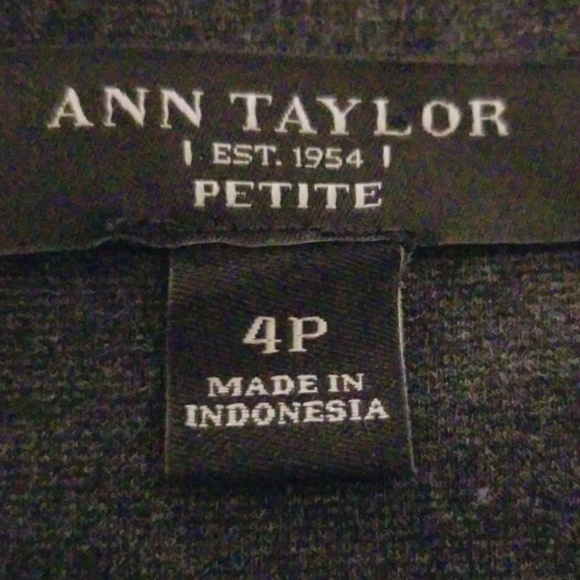 ANN TAYLOR
| EST. 1954 |
PETITE
4P
MADE IN
INDONESIA